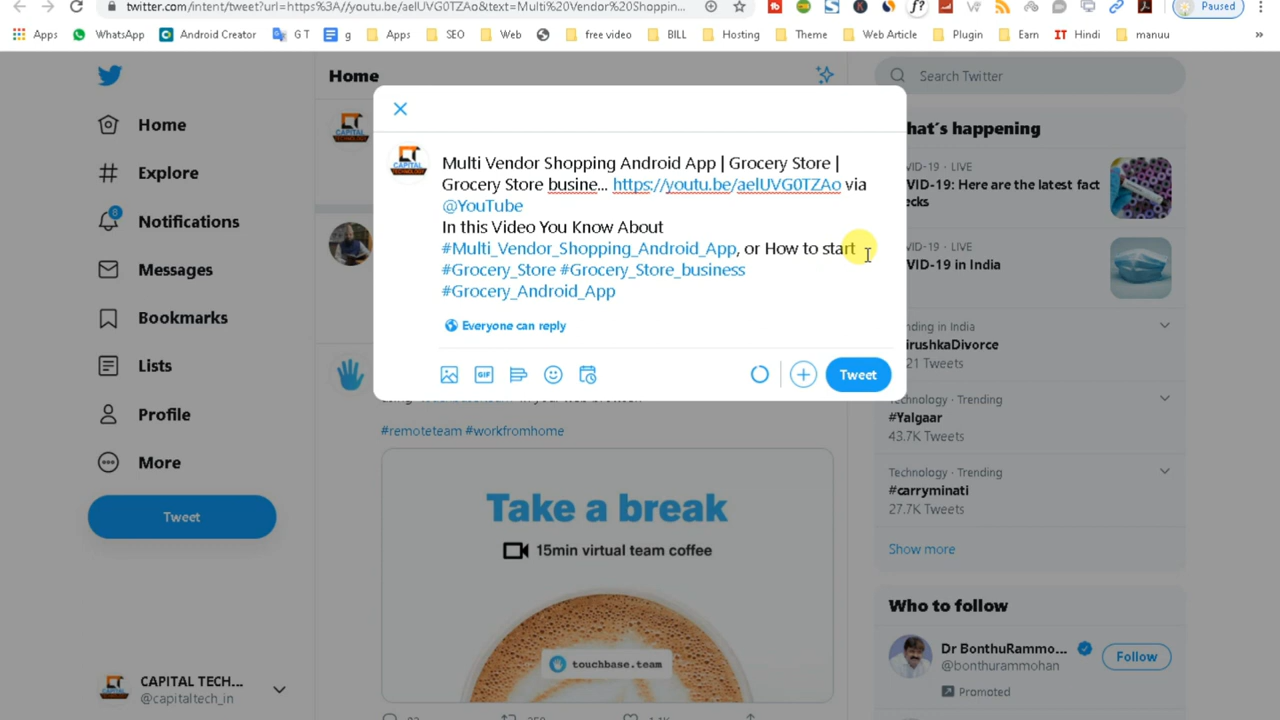 twitter.com/intent/tweet?url=https%3A//youtu.be/aelUVG0TZAo&text=Multi%20Vendor%20Shoppin...
Paused
Apps
WhatsApp
Android Creator
G T
g
Apps
SEO
Web
free video
BILL
Hosting
Theme
Web Article
Plugin
Earn
IT Hindi
manuu
»
Home
Search Twitter
Home
Explore
8
Notifications
Messages
Bookmarks
Lists
Profile
More
Tweet
CAPITAL TECH...
@capitaltech_in
CAPITAL
TECHNOLOGY
Multi Vendor Shopping Android App | Grocery Store |
Grocery Store busine... https://youtu.be/aelUVG0TZAo via
@YouTube
In this Video You Know About
#Multi_Vendor_Shopping_Android_App, or How to start
#Grocery_Store #Grocery_Store_business
#Grocery_Android_App
Everyone can reply
GIF
Tweet
#remoteteam #workfromhome
Take a break
15min virtual team coffee
touchbase.team
hat's happening
VID-19 · LIVE
VID-19: Here are the latest fact
ecks
VID-19 · LIVE
VID-19 in India
nding in India
irushkaDivorce
21 Tweets
Technology · Trending
#Yalgaar
43.7K Tweets
Technology · Trending
#carryminati
27.7K Tweets
Show more
Who to follow
Dr BonthuRammo...
@bonthurammohan
Follow
Promoted